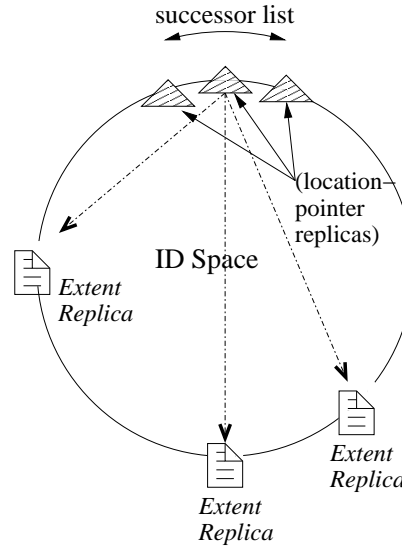 successor list
(location–
pointer
replicas)
ID Space
Extent
Replica
Extent
Replica
Extent
Replica